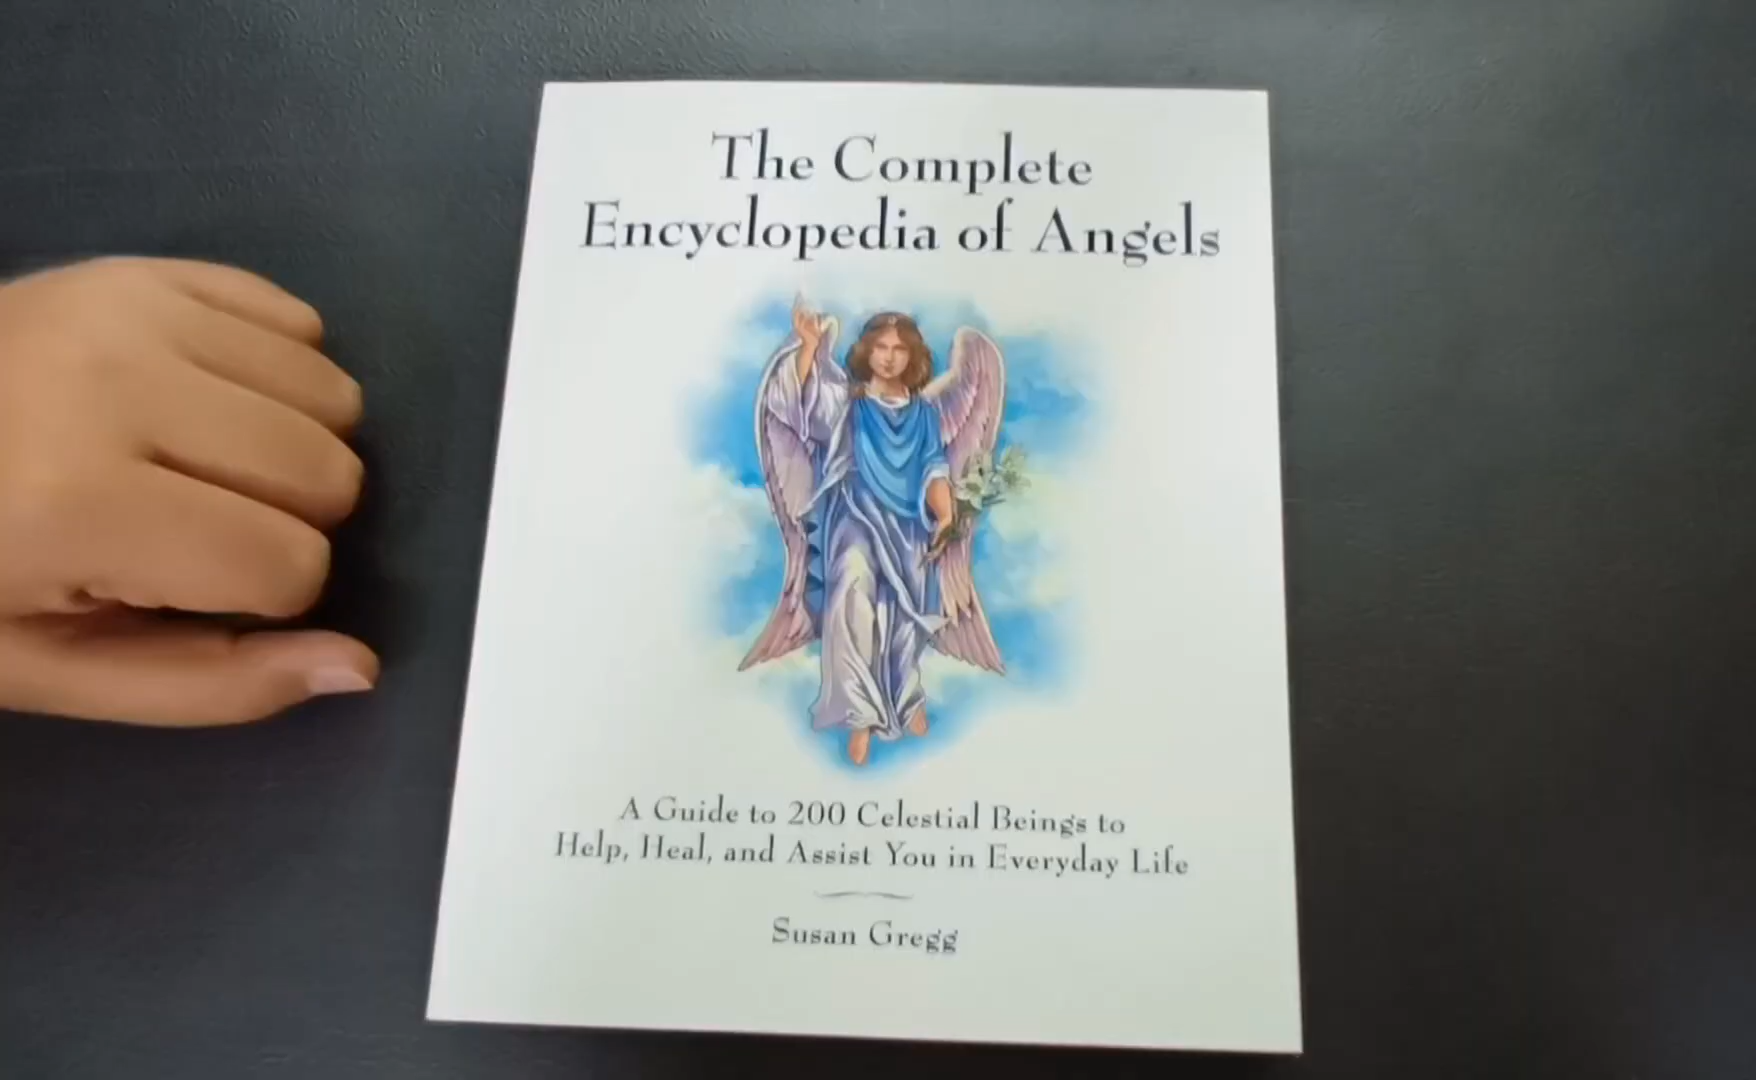 The Complete
Encyclopedia of Angels
A Guide to 200 Celestial Beings to
Help, Heal, and Assist You in Everyday Life
Susan Gregg